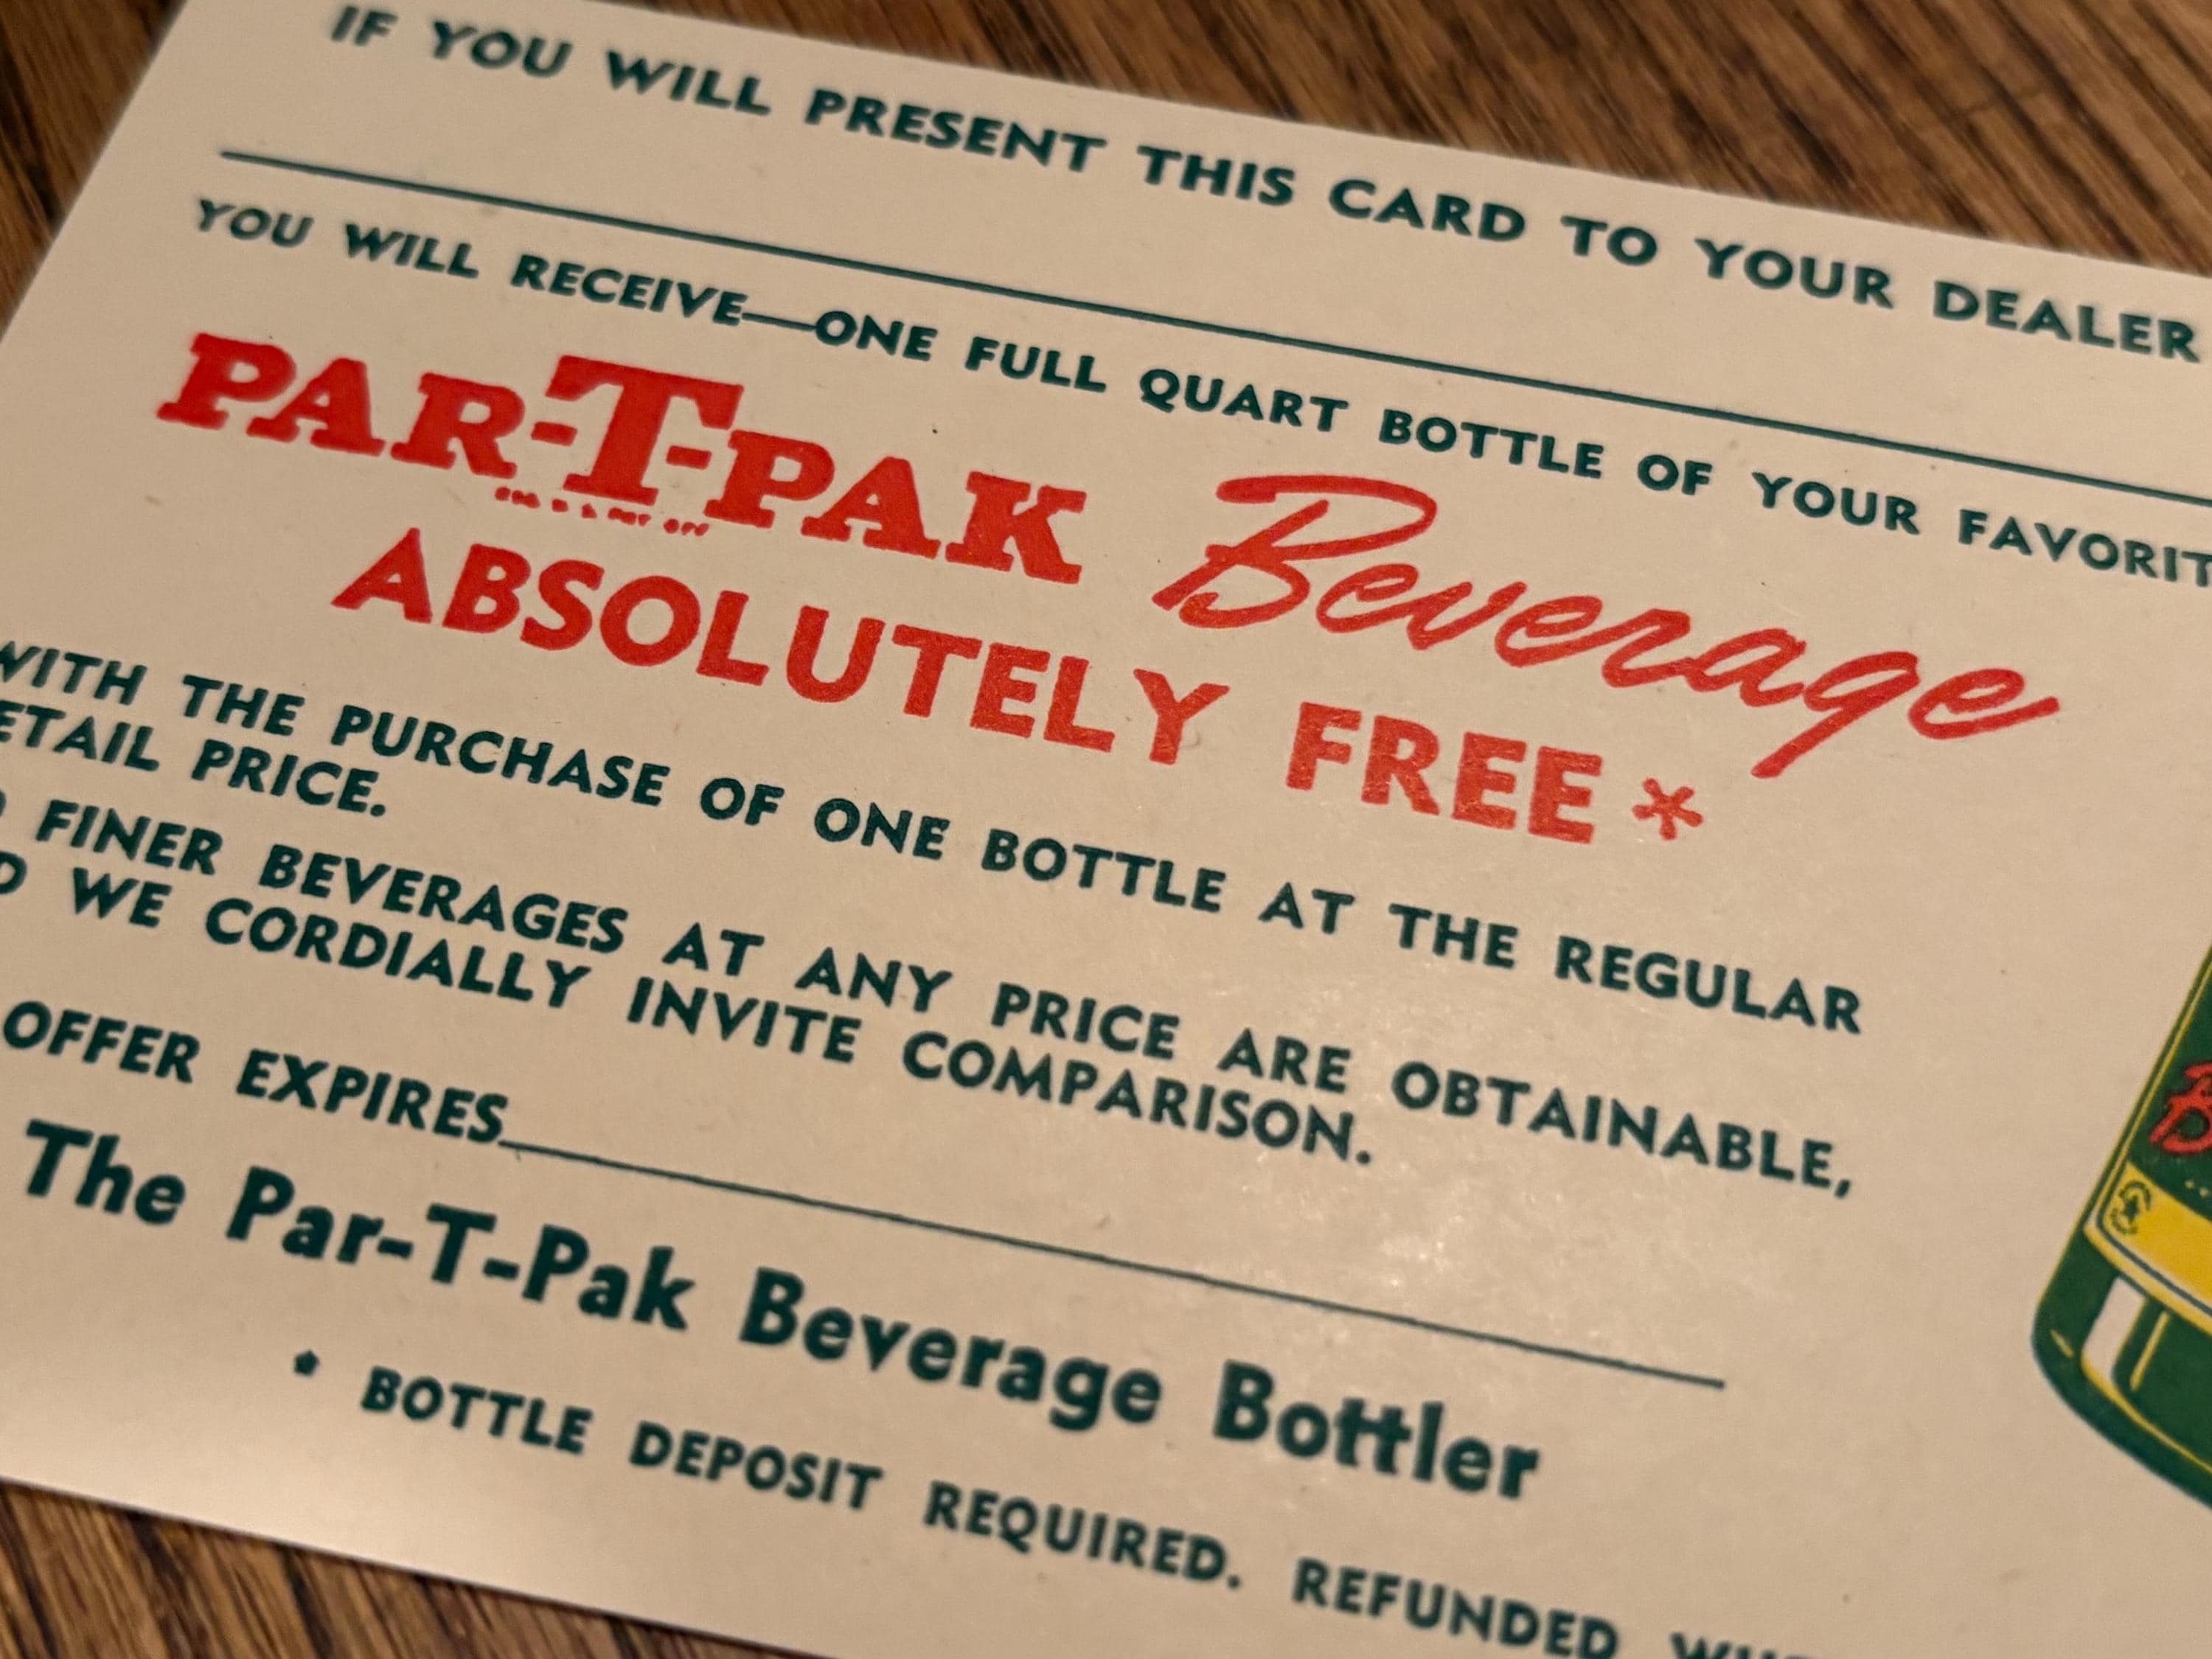 IF YOU WILL PRESENT THIS CARD TO YOUR DEALER
YOU WILL RECEIVE—ONE FULL QUART BOTTLE OF YOUR FAVORIT
PAR-T-PAK Beverage
ABSOLUTELY FREE *
WITH THE PURCHASE OF ONE BOTTLE AT THE REGULAR
ETAIL PRICE.
FINER BEVERAGES AT ANY PRICE ARE OBTAINABLE,
D WE CORDIALLY INVITE COMPARISON.
OFFER EXPIRES
The Par-T-Pak Beverage Bottler
* BOTTLE DEPOSIT REQUIRED. REFUNDED